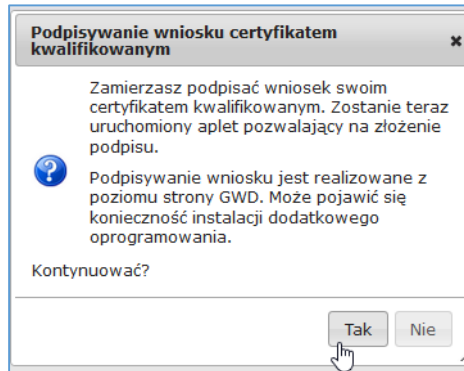 Podpisywanie wniosku certyfikatem
kwalifikowanym
Zamierzasz podpisać wniosek swoim
certyfikatem kwalifikowanym. Zostanie teraz
uruchomiony aplet pozwalający na złożenie
podpisu.
Podpisywanie wniosku jest realizowane z
poziomu strony GWD. Może pojawić się
konieczność instalacji dodatkowego
oprogramowania.
Kontynuować?
Tak Nie